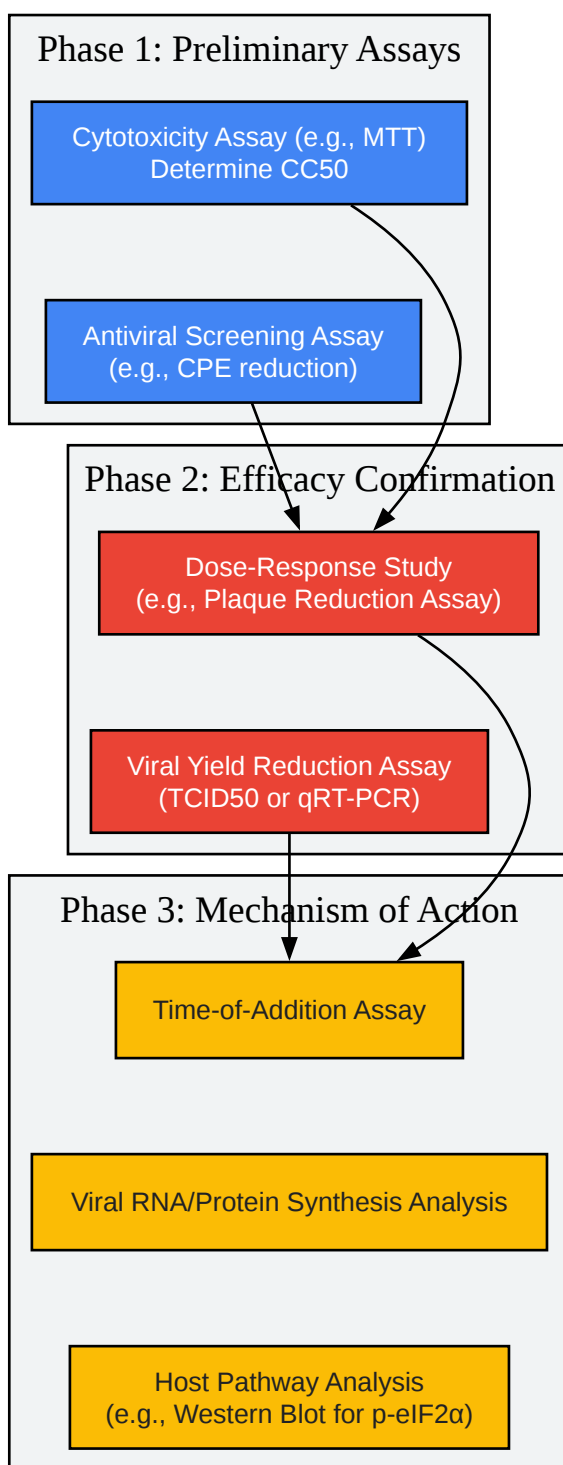 Phase 1: Preliminary Assays
Cytotoxicity Assay (e.g., MTT)
Determine CC50
Antiviral Screening Assay
(e.g., CPE reduction)
Phase 2: Efficacy Confirmation
Dose-Response Study
(e.g., Plaque Reduction Assay)
Viral Yield Reduction Assay
(TCID50 or qRT-PCR)
Phase 3: Mechanism of Action
Time-of-Addition Assay
Viral RNA/Protein Synthesis Analysis
Host Pathway Analysis
(e.g., Western Blot for p-eIF2α)